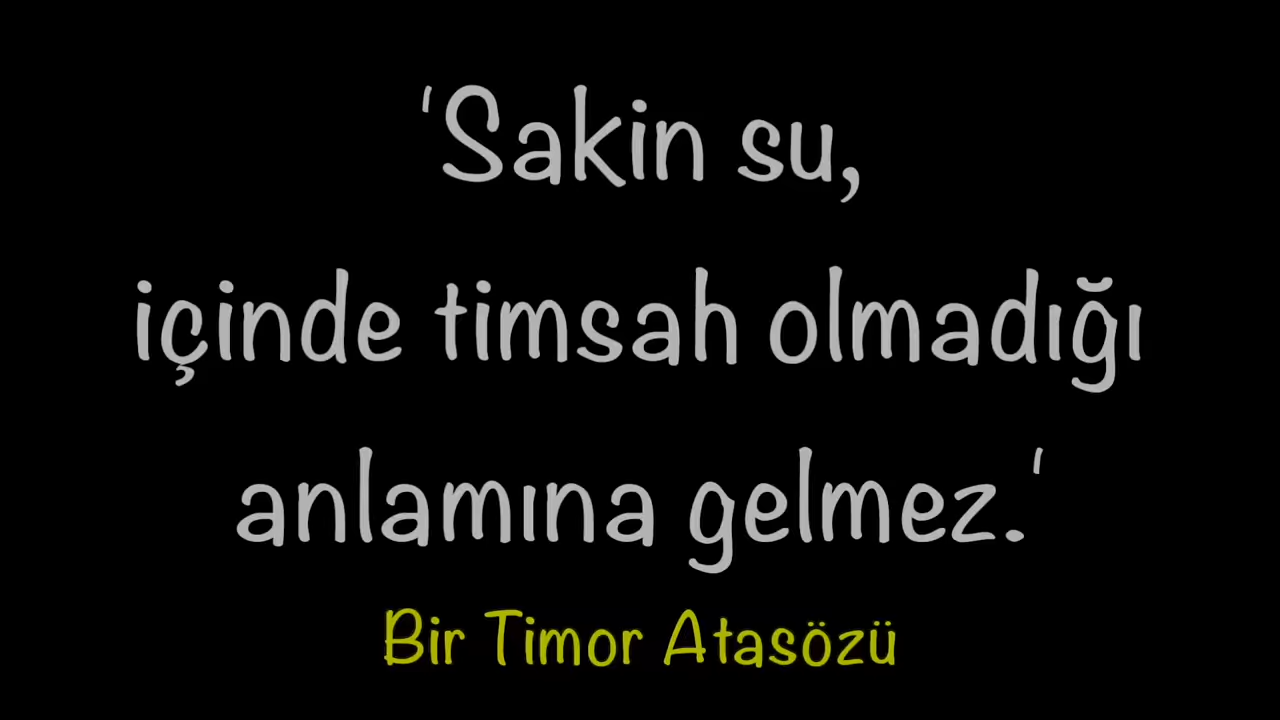 'Sakin su,
içinde timsah olmadığı
anlamına gelmez.'
Bir Timor Atasözü